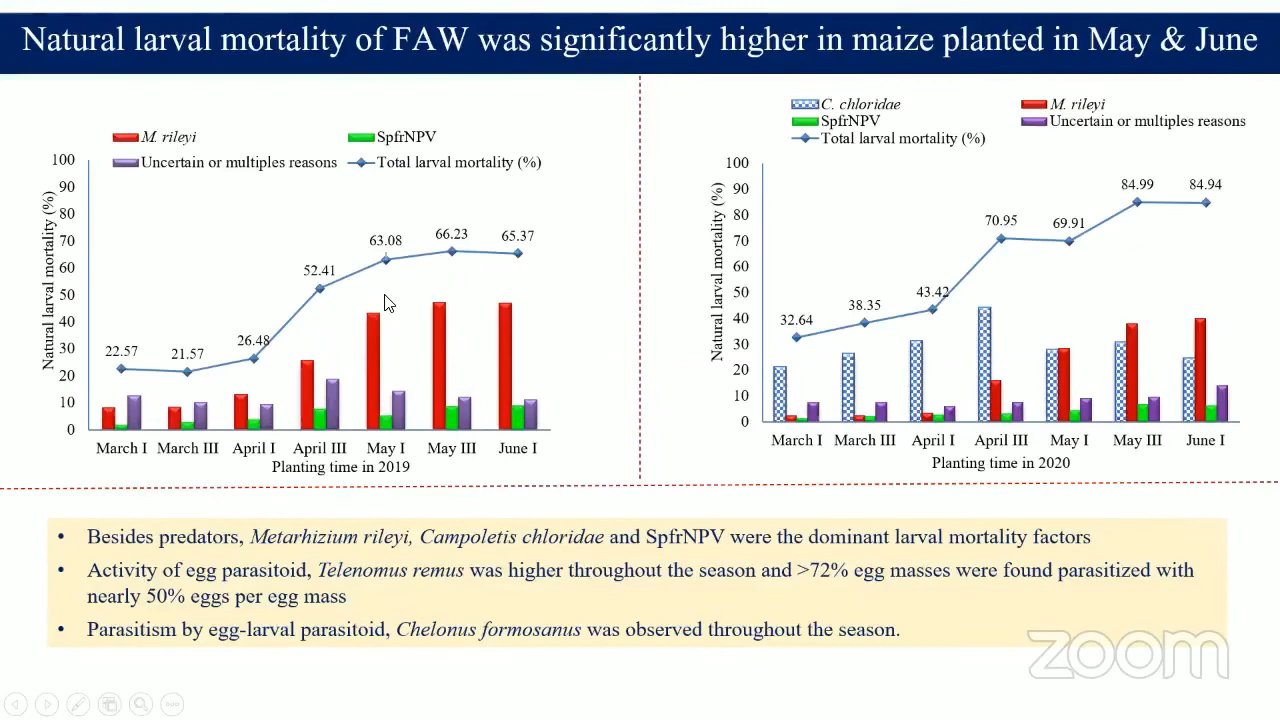 Natural larval mortality of FAW was significantly higher in maize planted in May & June
M. rileyi
SpfrNPV
Uncertain or multiples reasons
Total larval mortality (%)
Natural larval mortality (%)
100
90
80
70
60
50
40
30
20
10
0
22.57
21.57
26.48
52.41
63.08
66.23
65.37
March I
March III
April I
April III
May I
May III
June I
Planting time in 2019
C. chloridae
M. rileyi
SpfrNPV
Uncertain or multiples reasons
Total larval mortality (%)
Natural larval mortality (%)
100
90
80
70
60
50
40
30
20
10
0
32.64
38.35
43.42
70.95
69.91
84.99
84.94
March I
March III
April I
April III
May I
May III
June I
Planting time in 2020
• Besides predators, Metarhizium rileyi, Campoletis chloridae and SpfrNPV were the dominant larval mortality factors
• Activity of egg parasitoid, Telenomus remus was higher throughout the season and >72% egg masses were found parasitized with
nearly 50% eggs per egg mass
• Parasitism by egg-larval parasitoid, Chelonus formosanus was observed throughout the season.
zoom